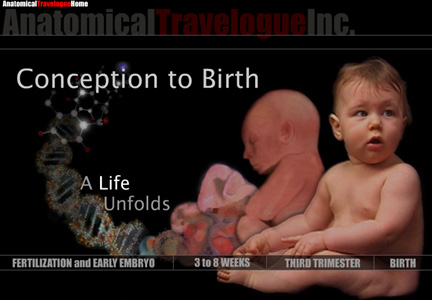 AnatomicalTravelogueHome
AnatomicalTravelogueInc.
Conception to Birth
A Life
Unfolds
FERTILIZATION and EARLY EMBRYO
3 to 8 WEEKS
THIRD TRIMESTER
BIRTH